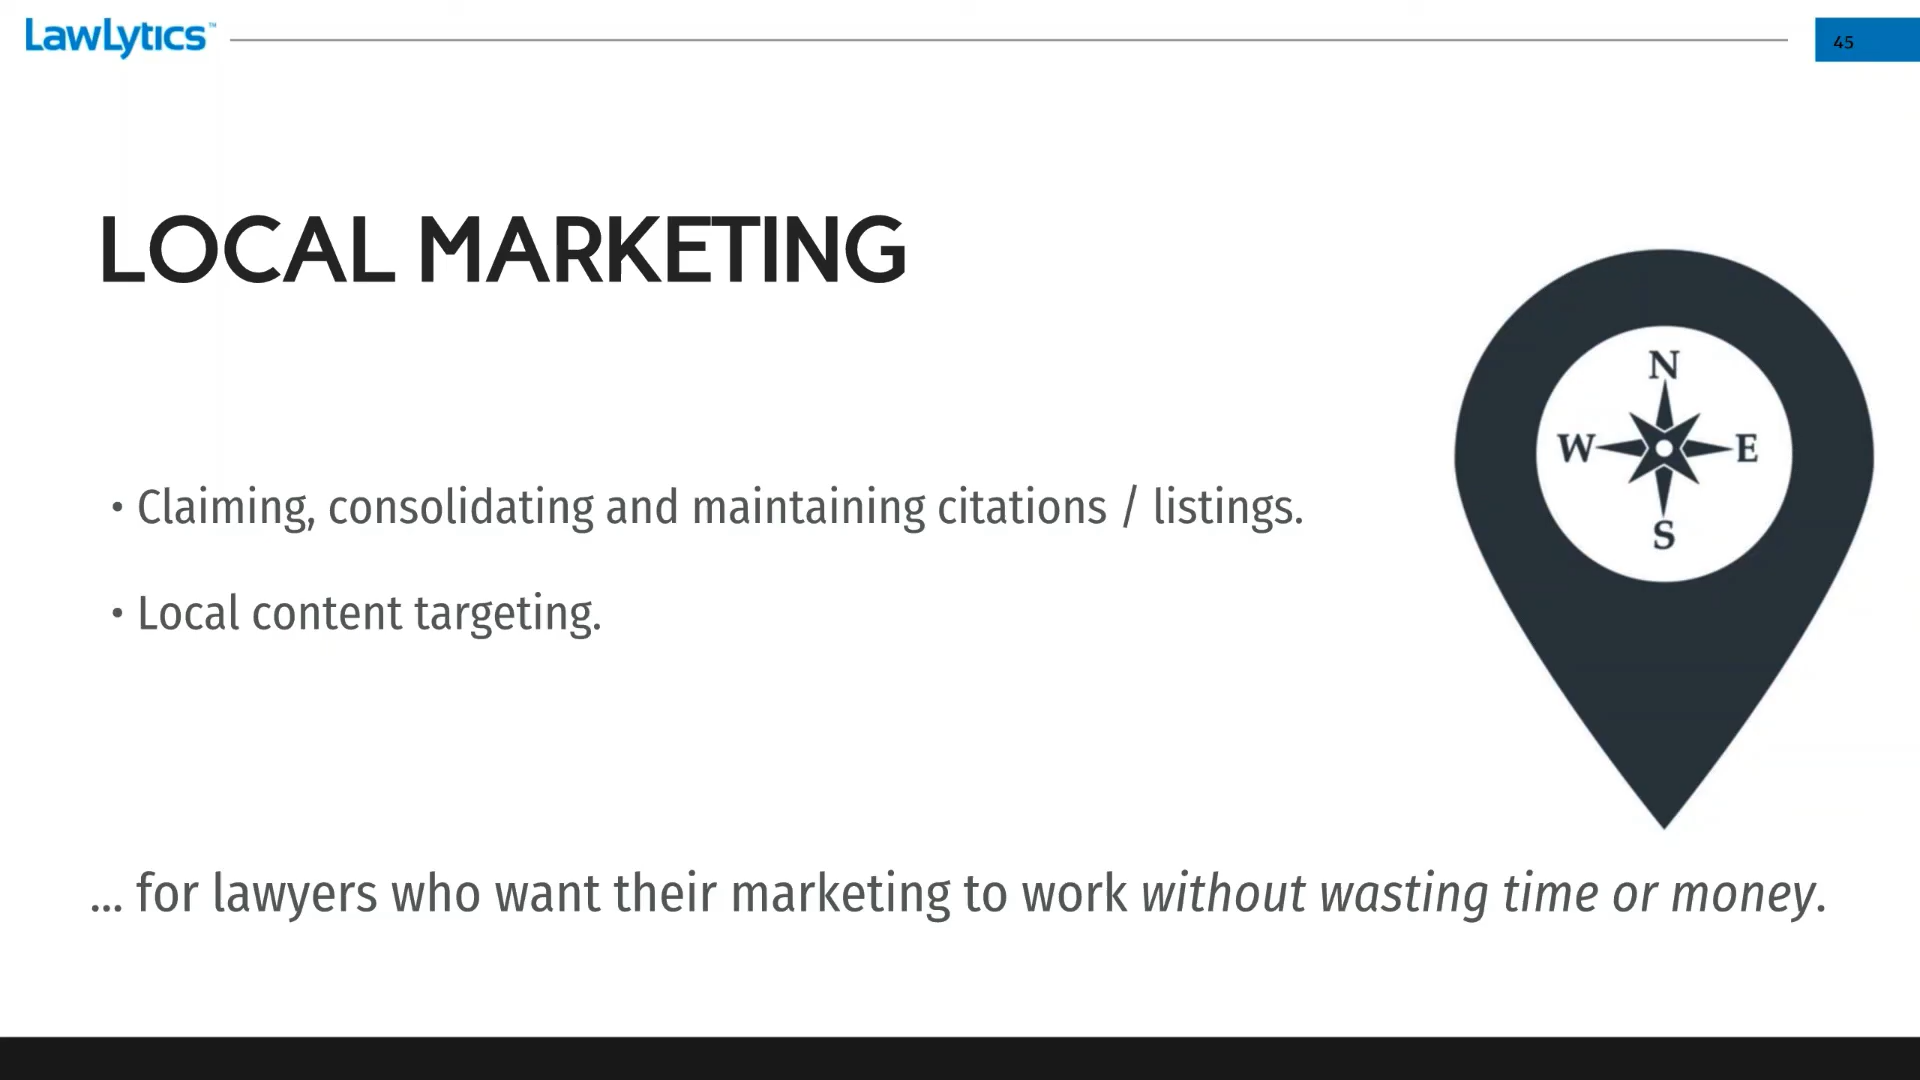 LawLytics™
45
LOCAL MARKETING
N
W E
S
• Claiming, consolidating and maintaining citations / listings.
• Local content targeting.
... for lawyers who want their marketing to work without wasting time or money.